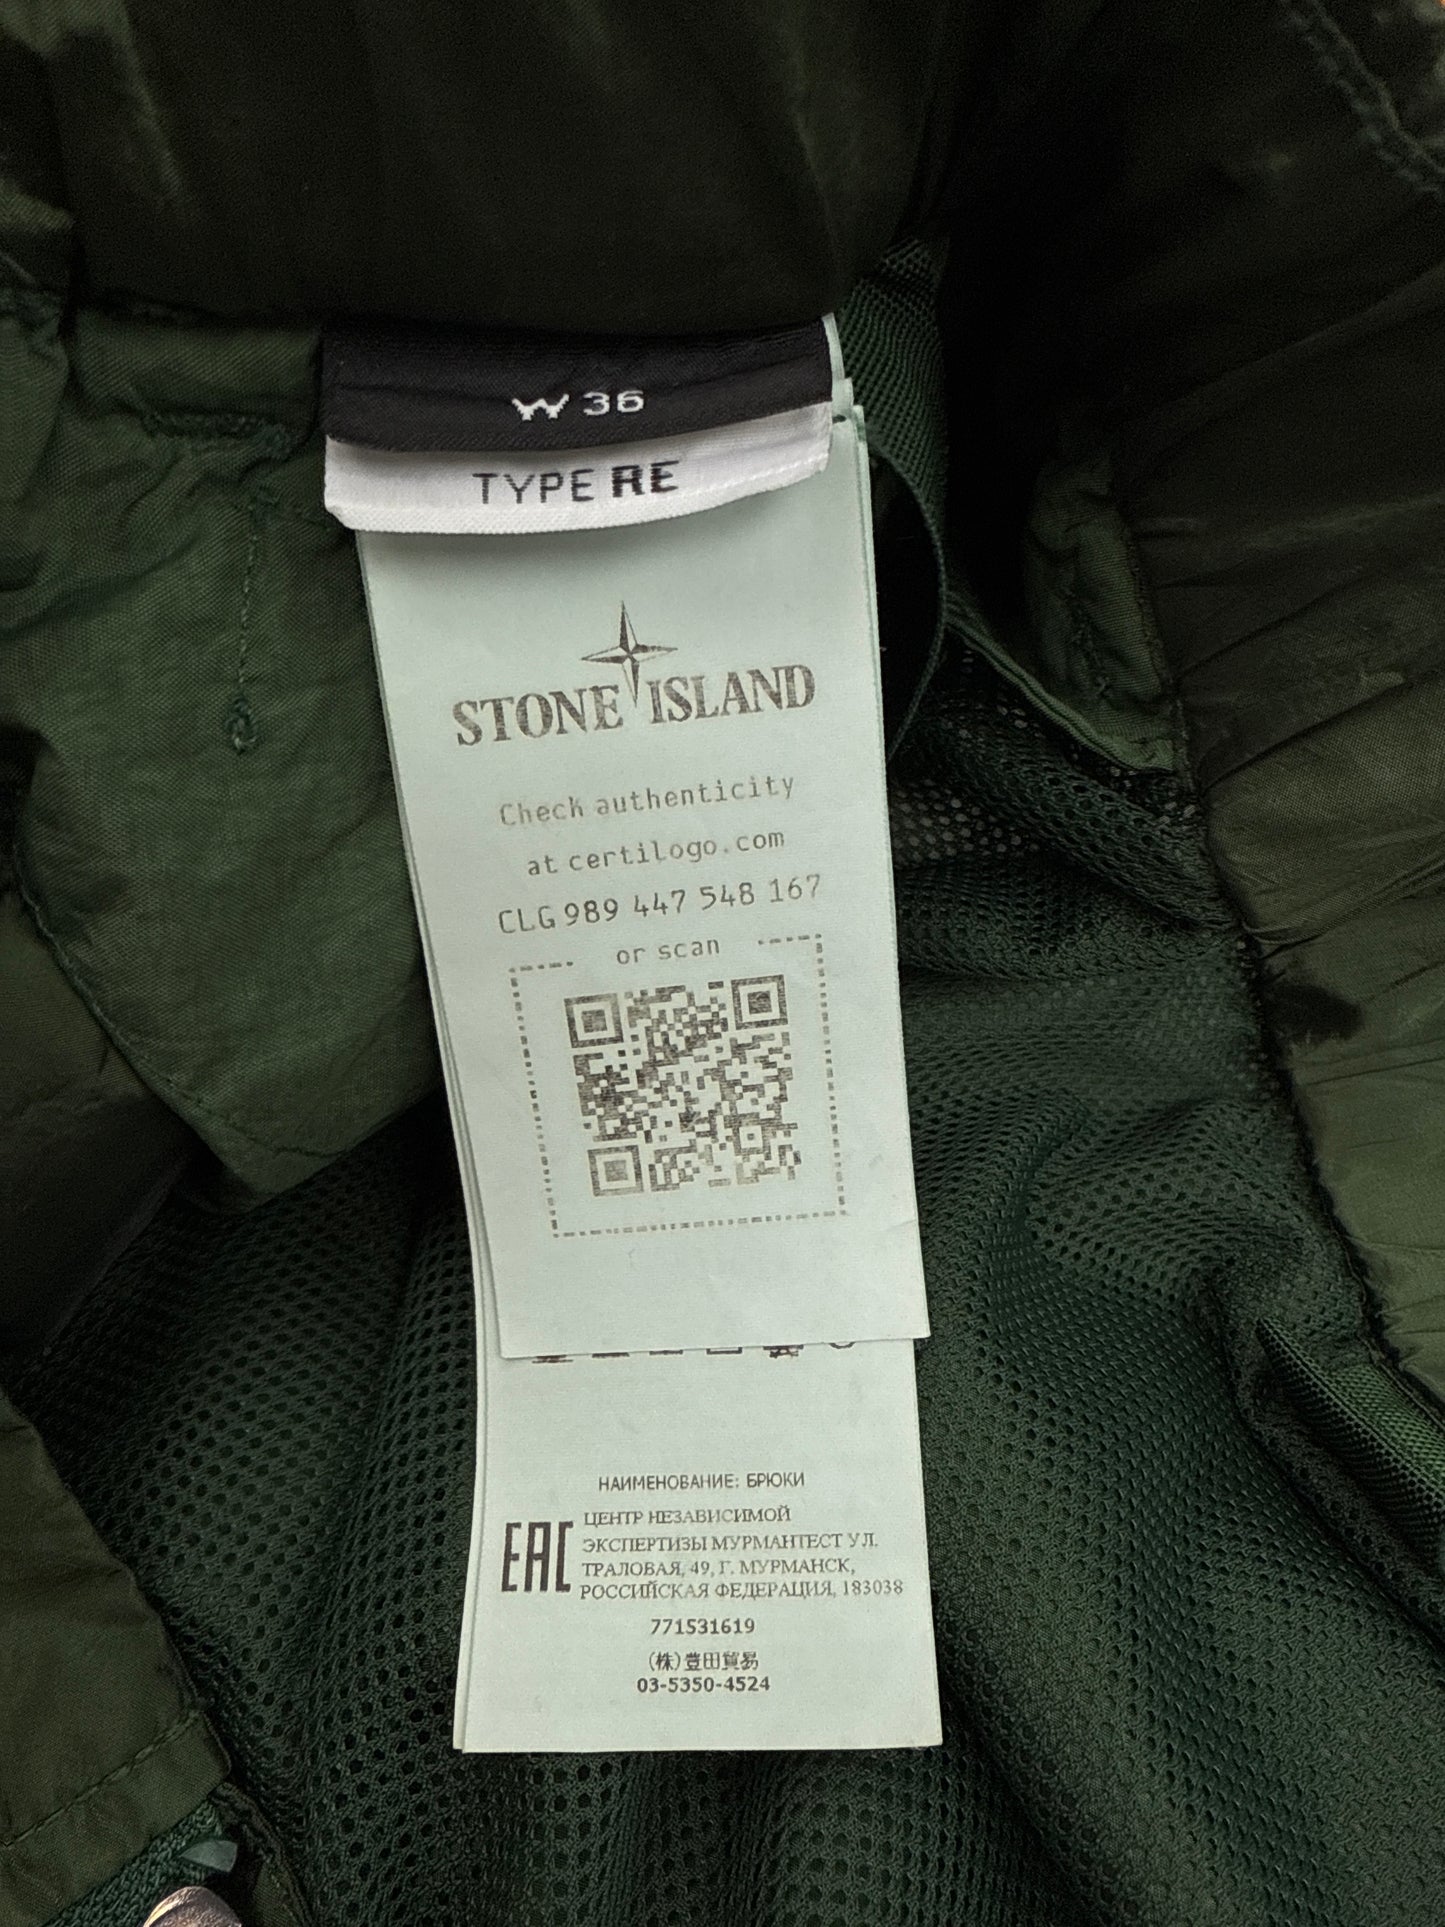 W 36
TYPE RE
STONE ISLAND
Check authenticity
at certilogo.com
CLG 989 447 548 167
or scan
НАИМЕНОВАНИЕ: БРЮКИ
EAC
ЦЕНТР НЕЗАВИСИМОЙ
ЭКСПЕРТИЗЫ МУРМАНТЕСТ УЛ.
ТРАЛОВАЯ, 49, Г. МУРМАНСК,
РОССИЙСКАЯ ФЕДЕРАЦИЯ, 183038
771531619
(株)豊田貿易
03-5350-4524